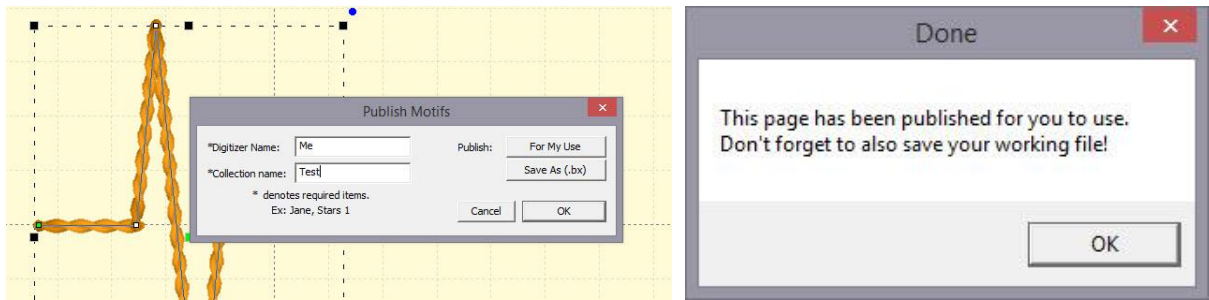 Publish Motifs
*Digitizer Name: Me Publish: For My Use
*Collection name: Test Save As (.bx)
* denotes required items.
Ex: Jane, Stars 1 Cancel OK
Done
This page has been published for you to use.
Don't forget to also save your working file!
OK